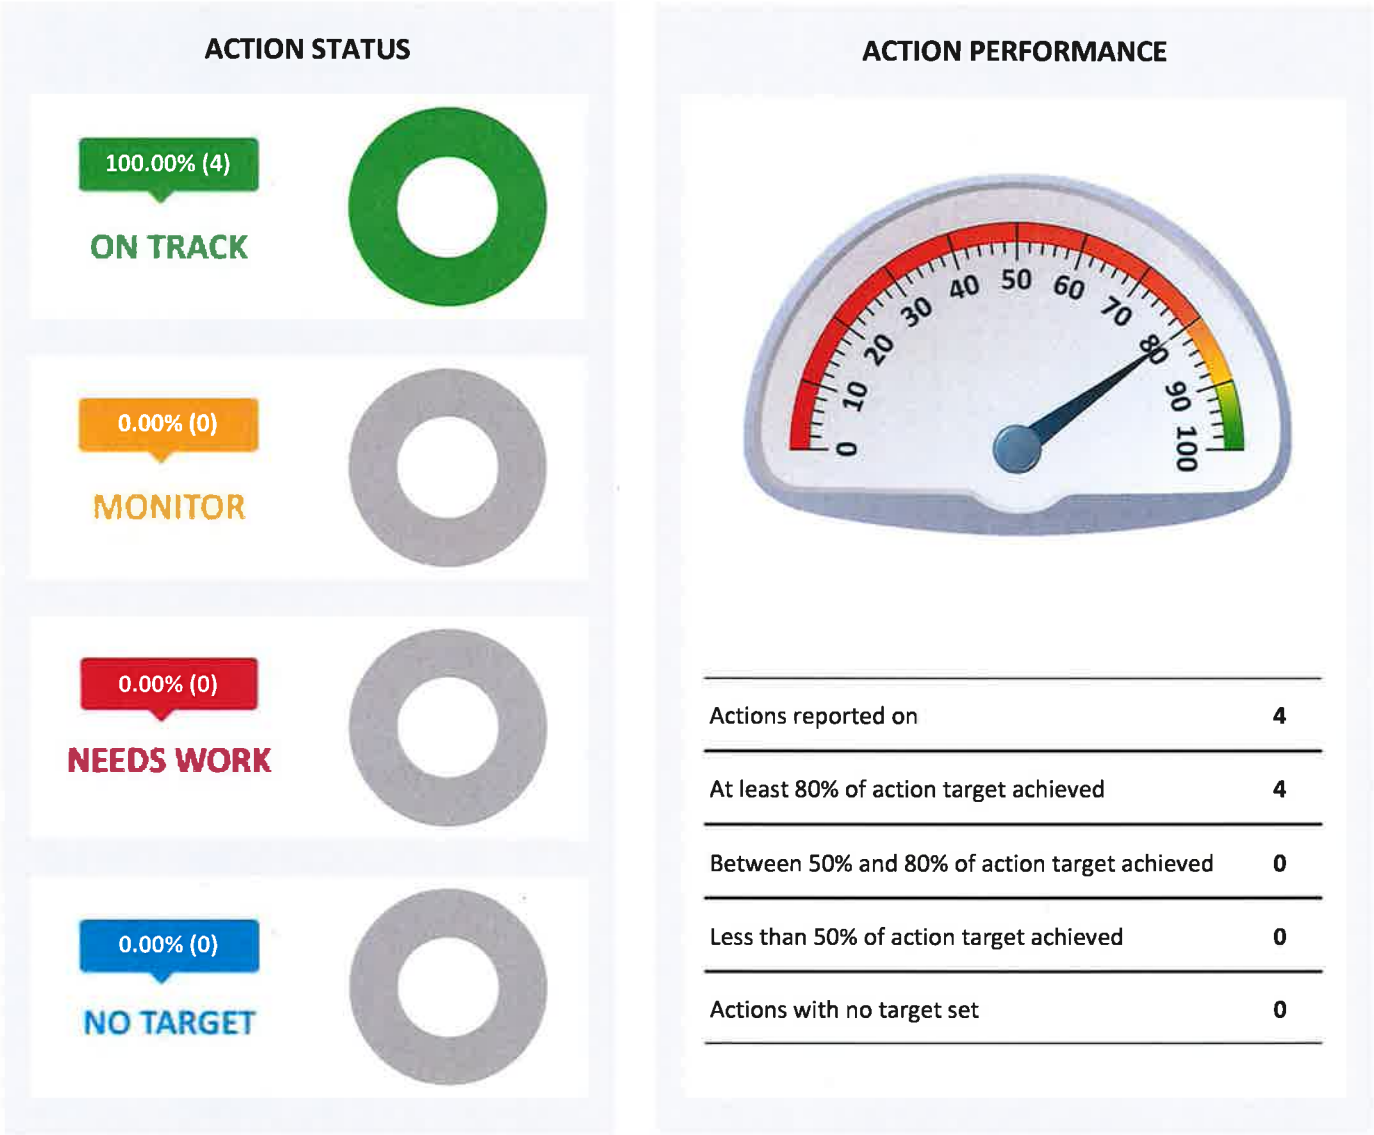 ACTION STATUS
100.00% (4)
ON TRACK
0.00% (0)
MONITOR
0.00% (0)
NEEDS WORK
0.00% (0)
NO TARGET
ACTION PERFORMANCE
0
10
20
30
40
50
60
70
80
90
100
Actions reported on 4
At least 80% of action target achieved 4
Between 50% and 80% of action target achieved 0
Less than 50% of action target achieved 0
Actions with no target set 0